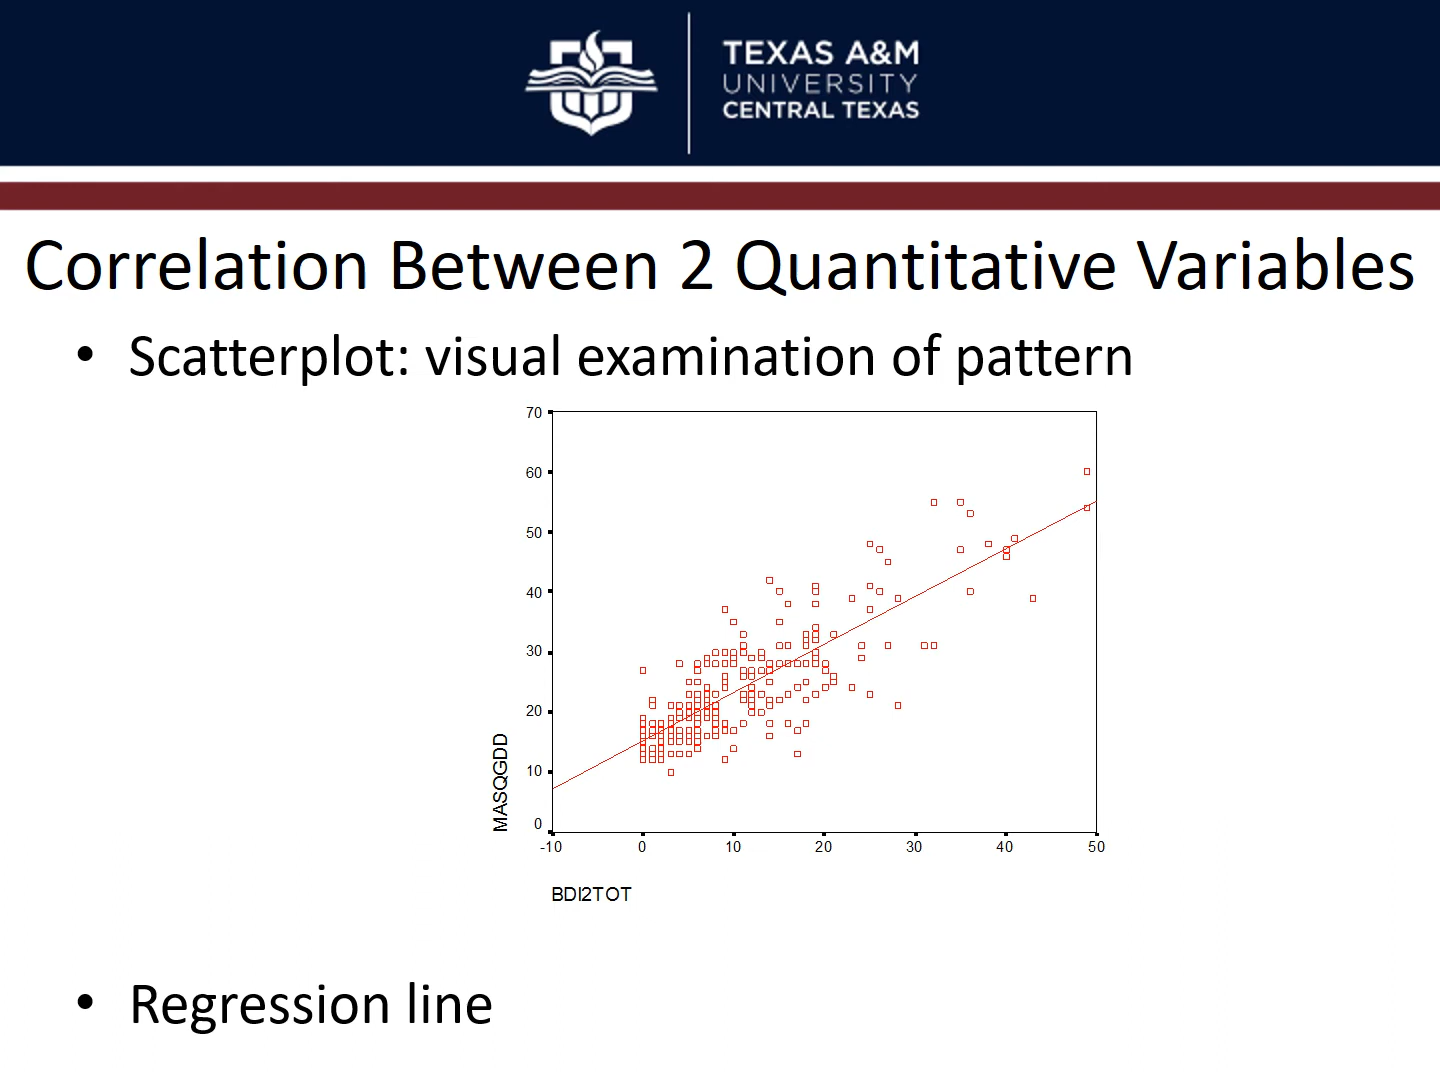 TEXAS A&M
UNIVERSITY
CENTRAL TEXAS
Correlation Between 2 Quantitative Variables
• Scatterplot: visual examination of pattern
70
60
50
40
30
20
10
0
MASQGDD
-10 0 10 20 30 40 50
BDI2TOT
• Regression line